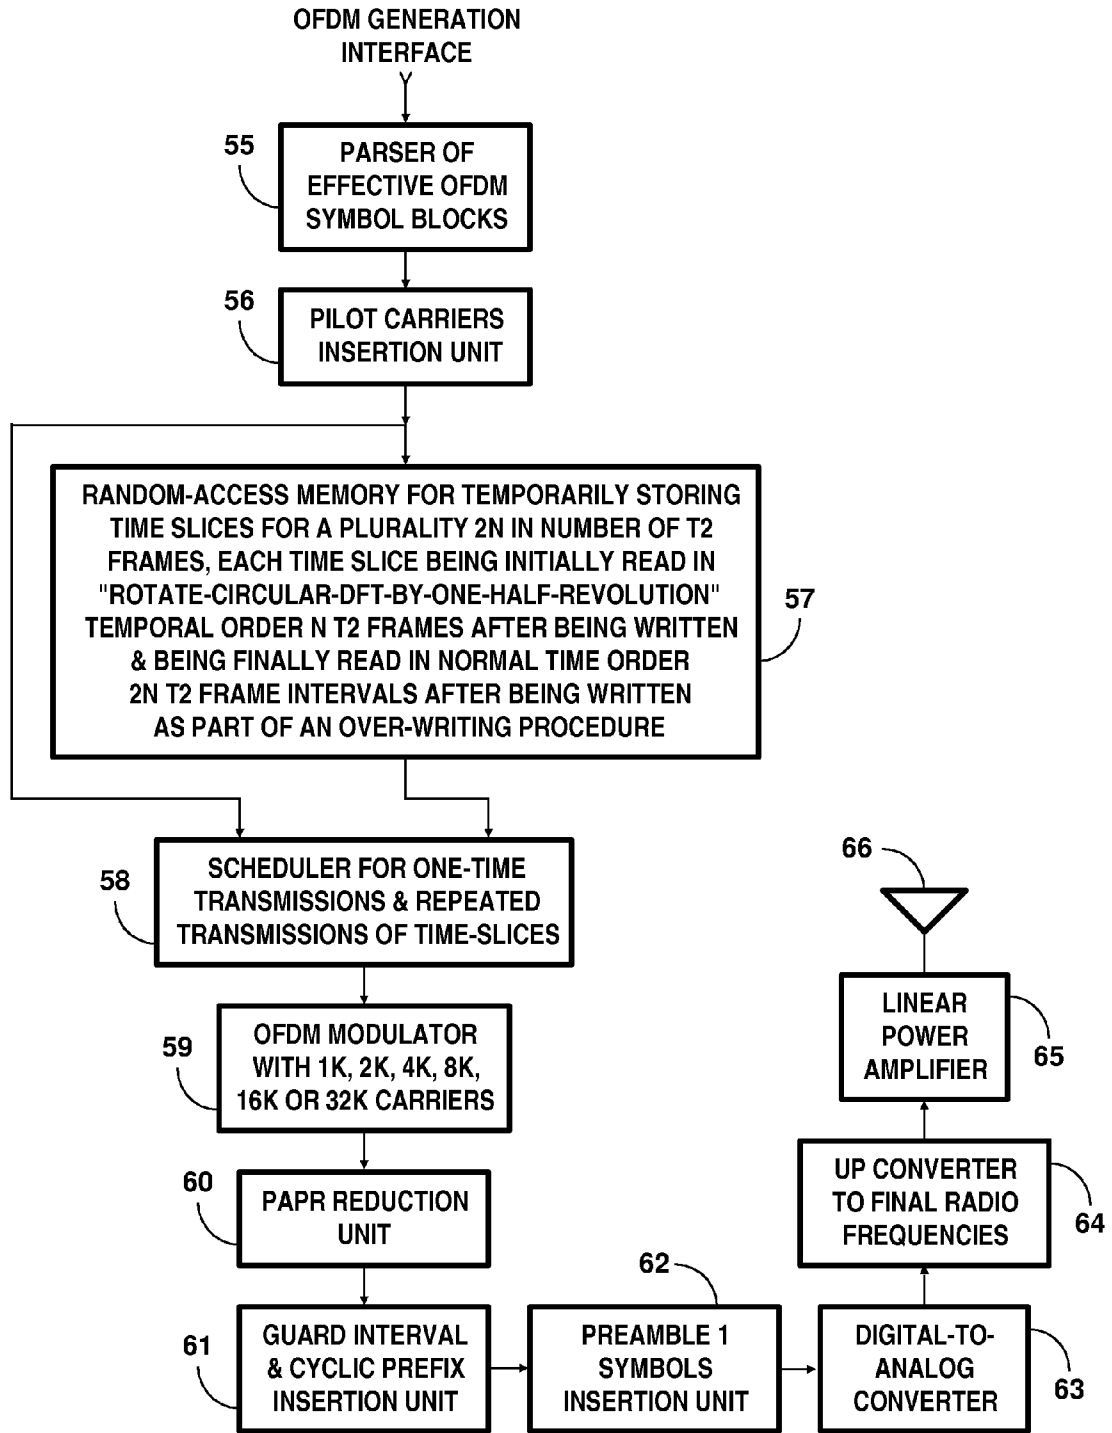 OFDM GENERATION
INTERFACE
55
PARSER OF
EFFECTIVE OFDM
SYMBOL BLOCKS
56
PILOT CARRIERS
INSERTION UNIT
RANDOM-ACCESS MEMORY FOR TEMPORARILY STORING
TIME SLICES FOR A PLURALITY 2N IN NUMBER OF T2
FRAMES, EACH TIME SLICE BEING INITIALLY READ IN
"ROTATE-CIRCULAR-DFT-BY-ONE-HALF-REVOLUTION"
TEMPORAL ORDER N T2 FRAMES AFTER BEING WRITTEN
& BEING FINALLY READ IN NORMAL TIME ORDER
2N T2 FRAME INTERVALS AFTER BEING WRITTEN
AS PART OF AN OVER-WRITING PROCEDURE
57
58
SCHEDULER FOR ONE-TIME
TRANSMISSIONS & REPEATED
TRANSMISSIONS OF TIME-SLICES
59
OFDM MODULATOR
WITH 1K, 2K, 4K, 8K,
16K OR 32K CARRIERS
60
PAPR REDUCTION
UNIT
61
GUARD INTERVAL
& CYCLIC PREFIX
INSERTION UNIT
62
PREAMBLE 1
SYMBOLS
INSERTION UNIT
DIGITAL-TO-
ANALOG
CONVERTER
63
UP CONVERTER
TO FINAL RADIO
FREQUENCIES
64
LINEAR
POWER
AMPLIFIER
65
66